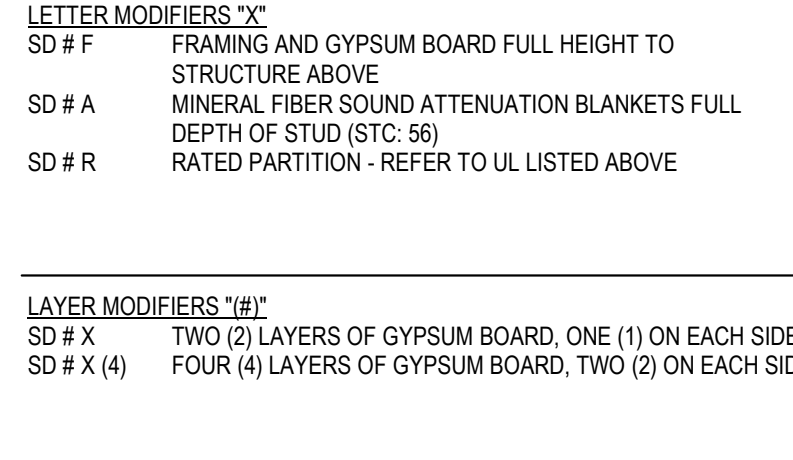 LETTER MODIFIERS "X"
SD # F FRAMING AND GYPSUM BOARD FULL HEIGHT TO
STRUCTURE ABOVE
SD # A MINERAL FIBER SOUND ATTENUATION BLANKETS FULL
DEPTH OF STUD (STC: 56)
SD # R RATED PARTITION - REFER TO UL LISTED ABOVE
LAYER MODIFIERS "(#)"
SD # X TWO (2) LAYERS OF GYPSUM BOARD, ONE (1) ON EACH SIDE
SD # X (4) FOUR (4) LAYERS OF GYPSUM BOARD, TWO (2) ON EACH SID